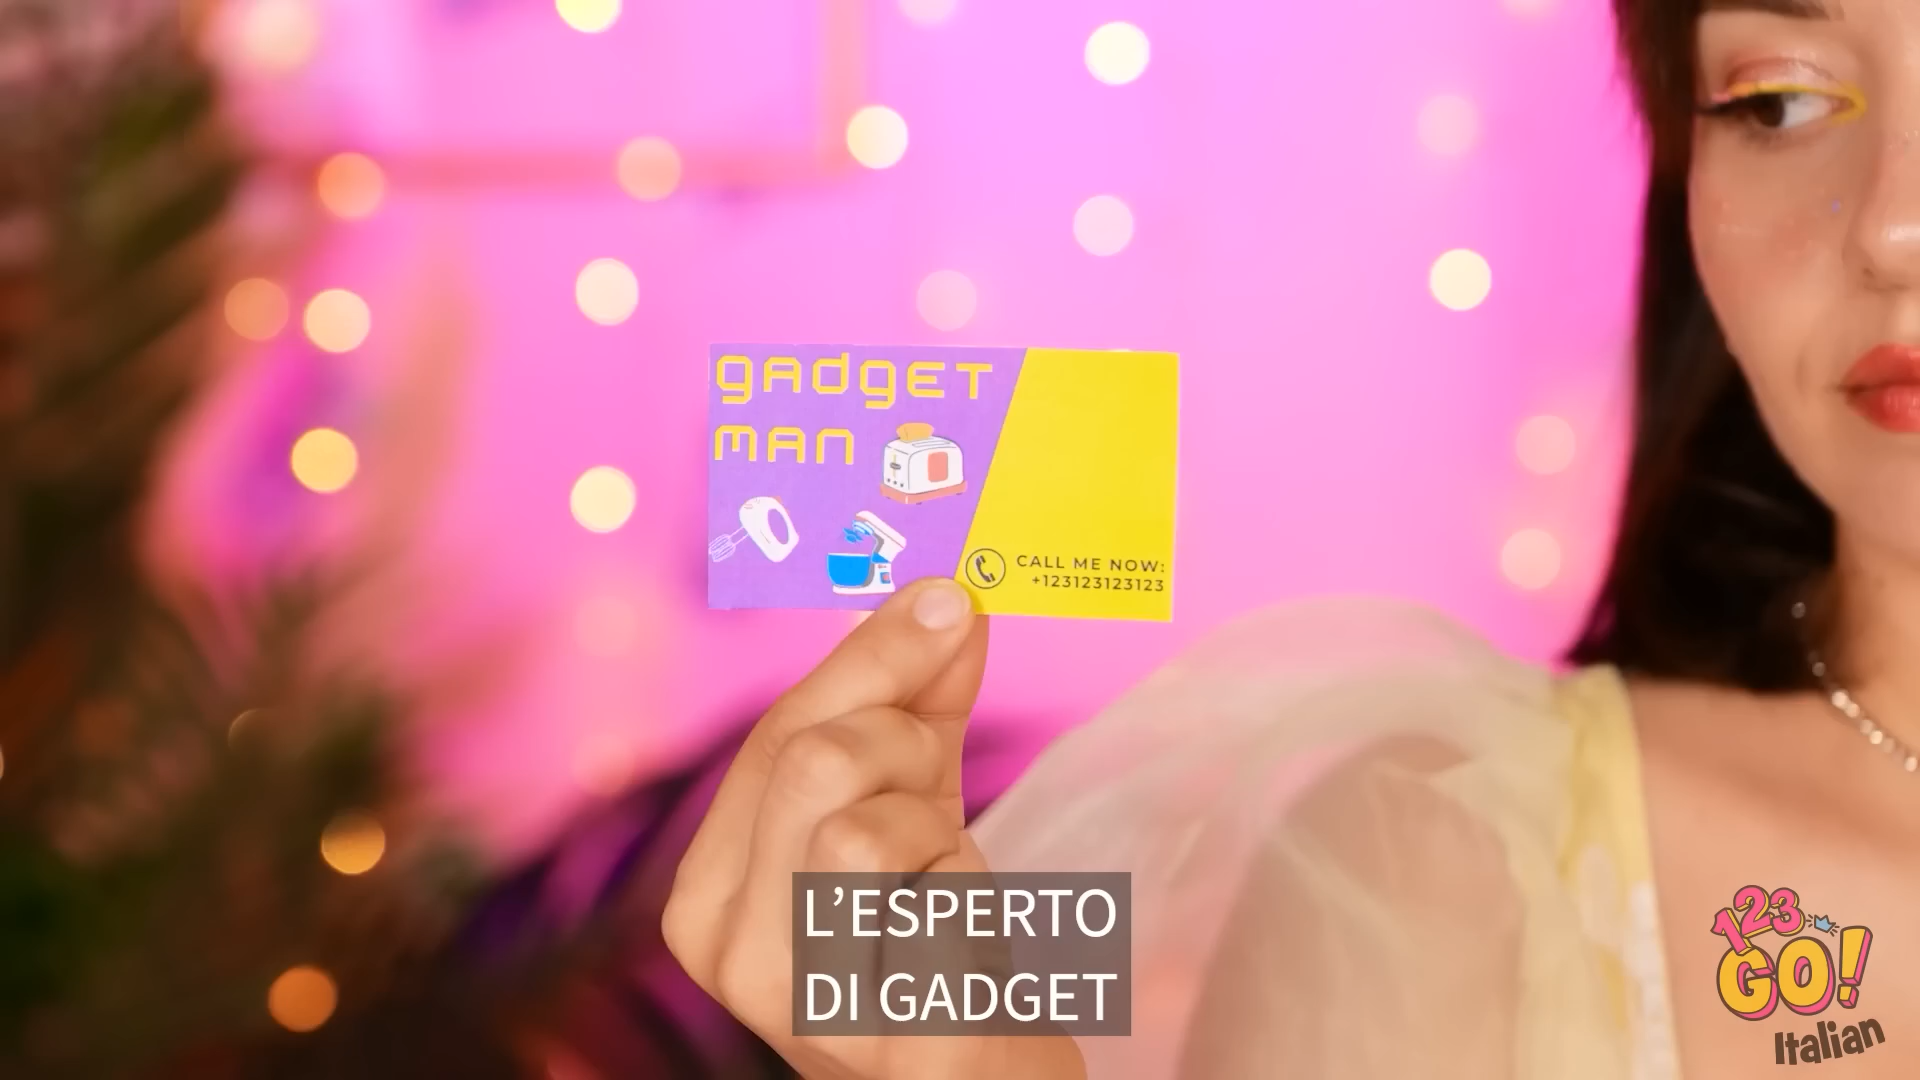 gadget
man
CALL ME NOW:
+123123123123
L’ESPERTO
DI GADGET
123
GO!
Italian